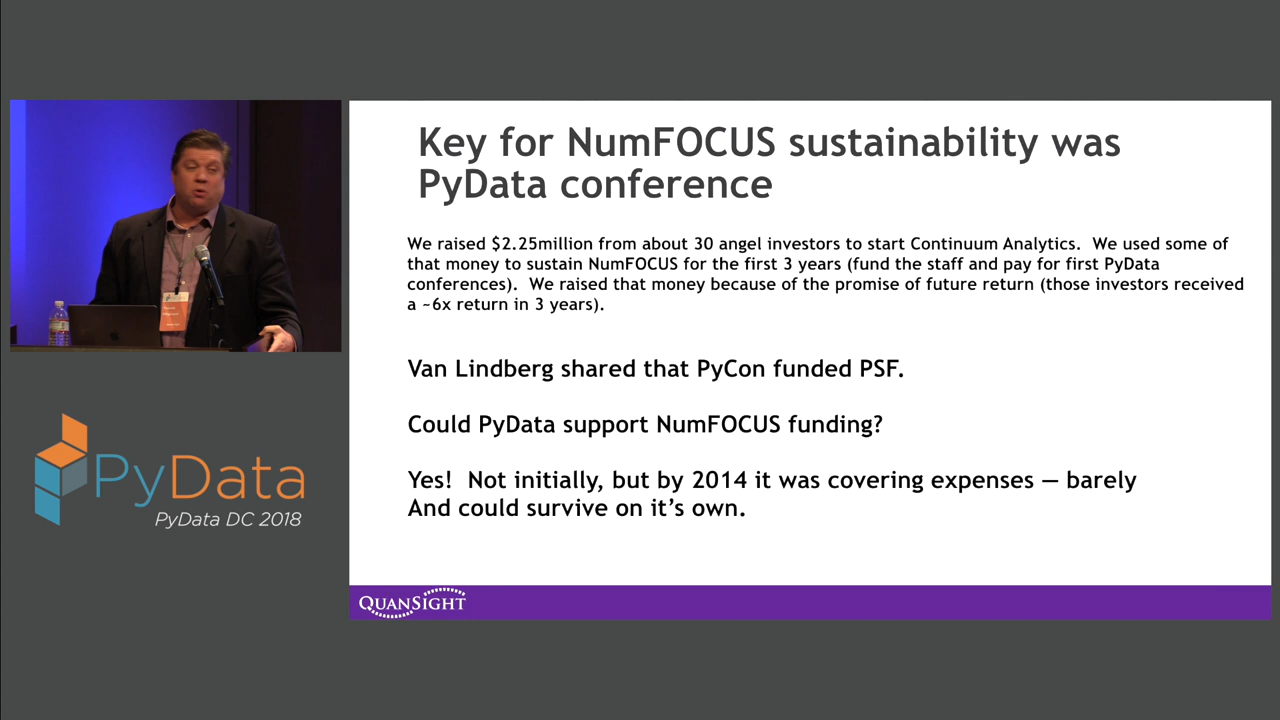 Key for NumFOCUS sustainability was
PyData conference
We raised $2.25million from about 30 angel investors to start Continuum Analytics.  We used some of
that money to sustain NumFOCUS for the first 3 years (fund the staff and pay for first PyData
conferences).  We raised that money because of the promise of future return (those investors received
a ~6x return in 3 years).
Van Lindberg shared that PyCon funded PSF.
Could PyData support NumFOCUS funding?
Yes!  Not initially, but by 2014 it was covering expenses — barely
And could survive on it's own.
PyData
PyData DC 2018
QUANSIGHT